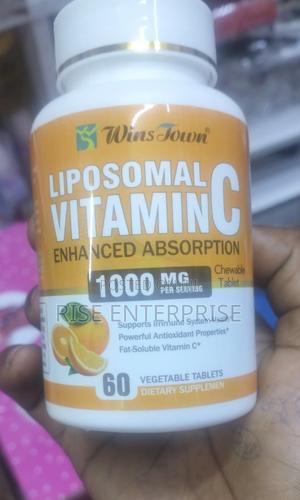 Wins Town®
LIPOSOMAL
VITAMIN C
ENHANCED ABSORPTION
1000 MG
PER SERVING
Chewable
Tablet
RISE ENTERPRISE
Supports Immune System
Powerful Antioxidant Properties*
Fat-Soluble Vitamin C*
60 VEGETABLE TABLETS
DIETARY SUPPLEMEN